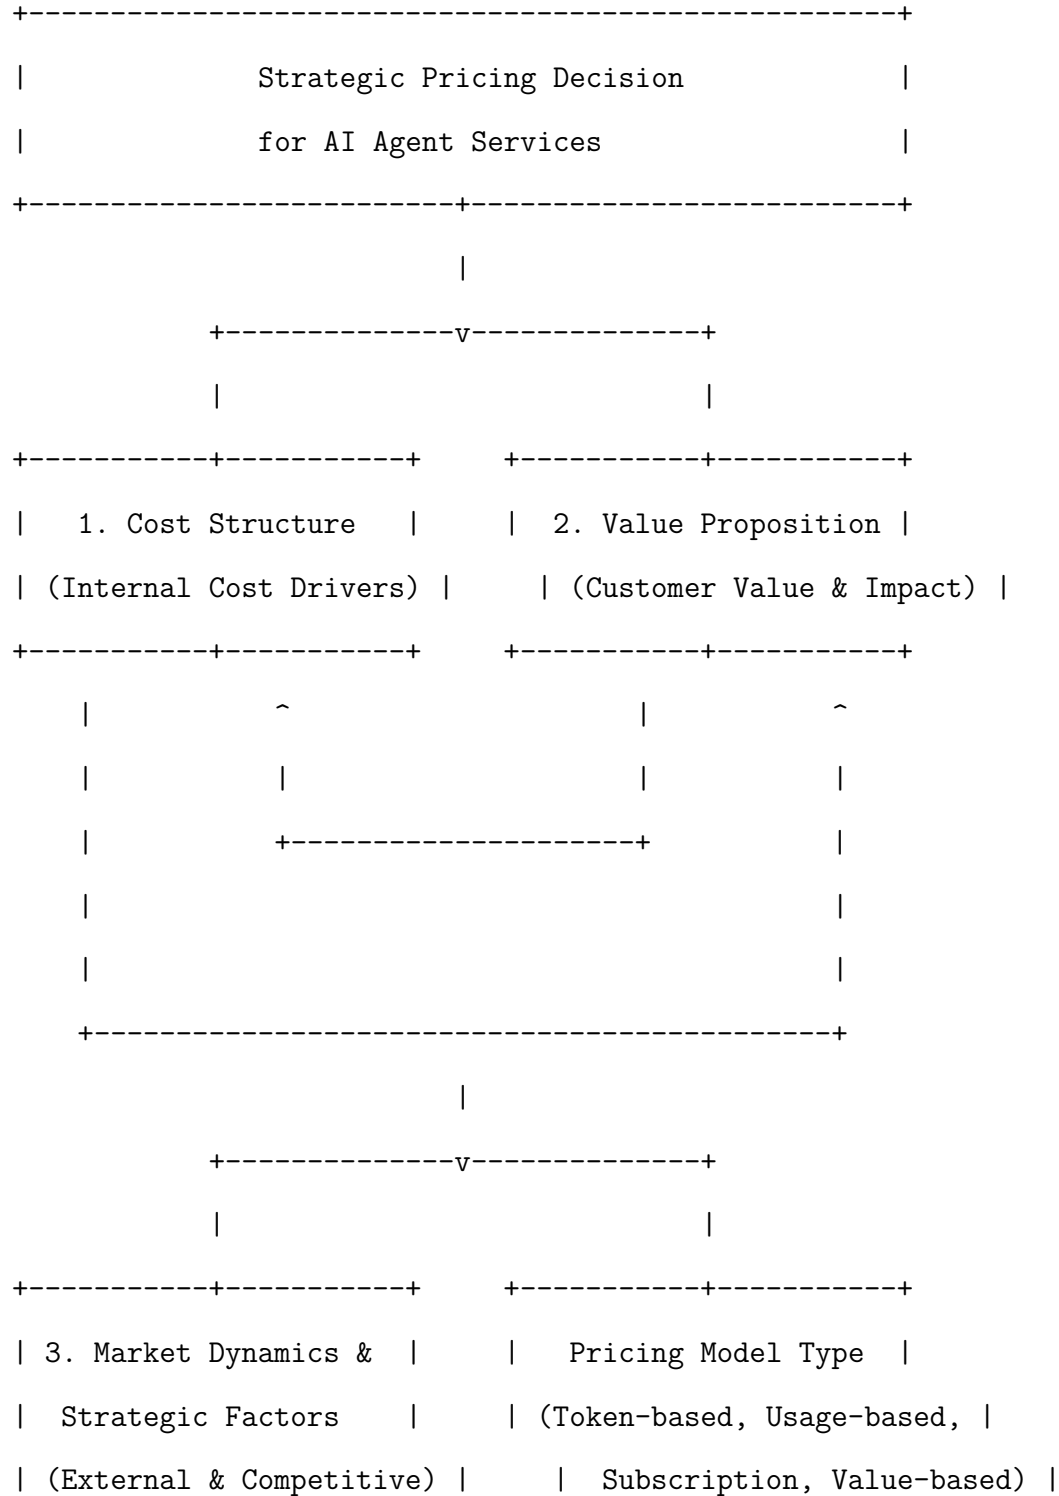 Strategic Pricing Decision
for AI Agent Services
1. Cost Structure
(Internal Cost Drivers)
2. Value Proposition
(Customer Value & Impact)
3. Market Dynamics &
Strategic Factors
(External & Competitive)
Pricing Model Type
(Token-based, Usage-based,
Subscription, Value-based)